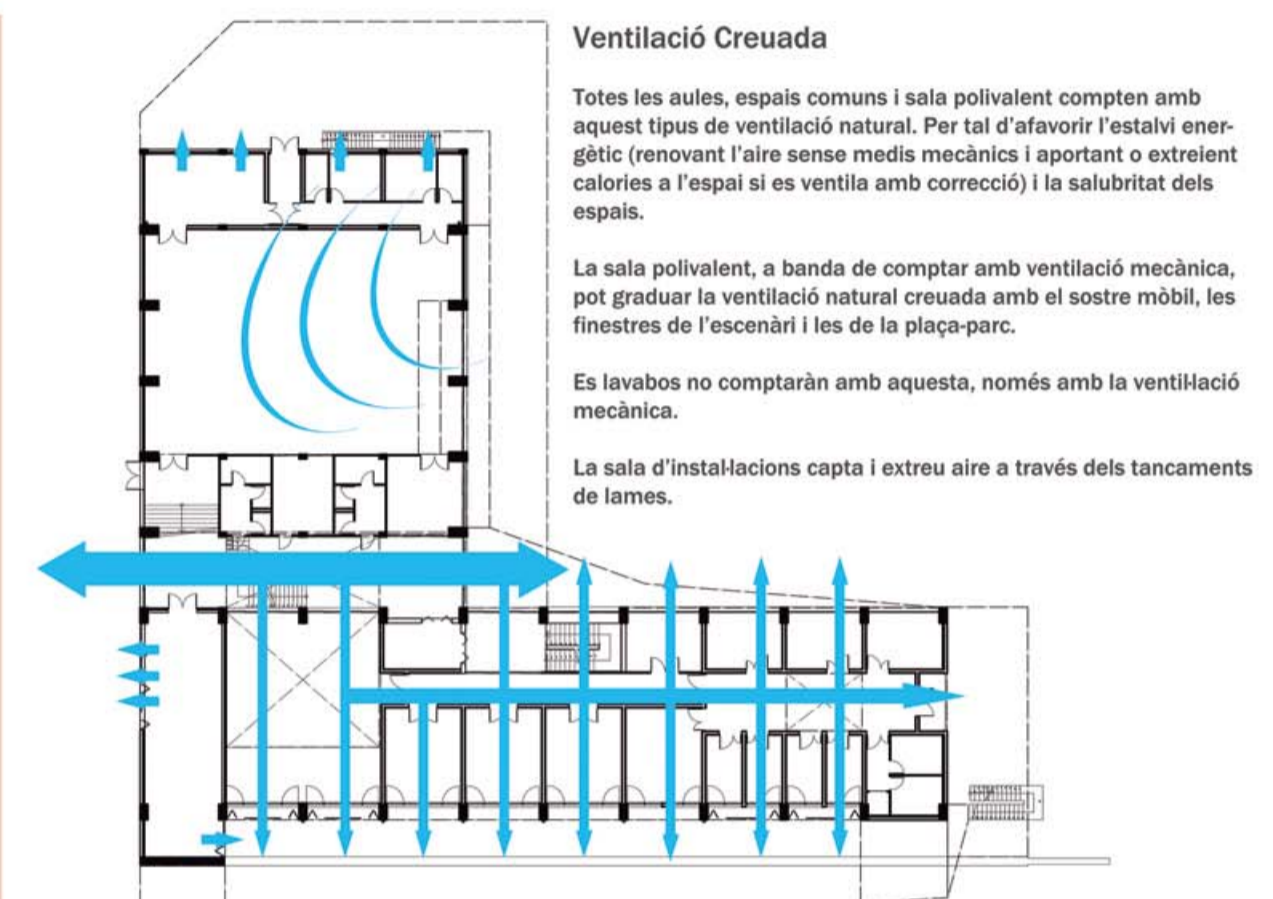 Ventilació Creuada
Totes les aules, espais comuns i sala polivalent compten amb
aquest tipus de ventilació natural. Per tal d'afavorir l'estalvi ener-
gètic (renovant l'aire sense medis mecànics i aportant o extreient
calories a l'espai si es ventila amb correcció) i la salubritat dels
espais.
La sala polivalent, a banda de comptar amb ventilació mecànica,
pot graduar la ventilació natural creuada amb el sostre mòbil, les
finestres de l'escenàri i les de la plaça-parc.
Es lavabos no comptaràn amb aquesta, només amb la ventil·lació
mecànica.
La sala d'instal·lacions capta i extreu aire a través dels tancaments
de lames.